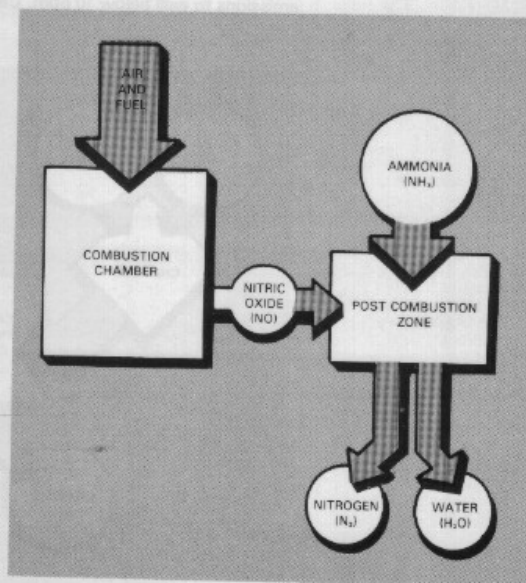 AIR
AND
FUEL
COMBUSTION
CHAMBER
NITRIC
OXIDE
(NO)
AMMONIA
(NH₃)
POST COMBUSTION
ZONE
NITROGEN
(N₂)
WATER
(H₂O)